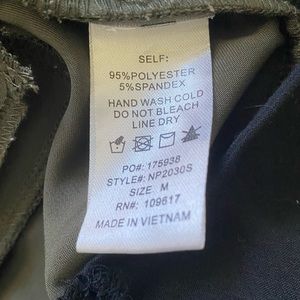 SELF:
95%POLYESTER
5%SPANDEX
HAND WASH COLD
DO NOT BLEACH
LINE DRY
PO#: 175938
STYLE#: NP2030S
SIZE: M
RN#: 109617
MADE IN VIETNAM